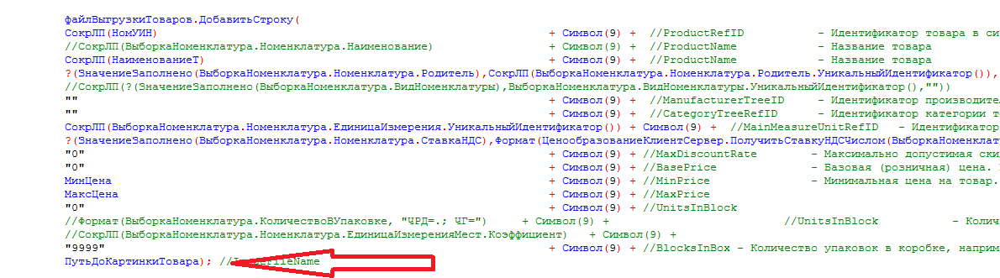 файлВыгрузкиТоваров.ДобавитьСтроку(
СокрЛП(НомУИН) + Символ(9) + //ProductRefID - Идентификатор товара в си
//СокрЛП(ВыборкаНоменклатура.Номенклатура.Наименование) + Символ(9) + //ProductName - Название товара
СокрЛП(НаименованиеТ) + Символ(9) + //ProductName - Название товара
?(ЗначениеЗаполнено(ВыборкаНоменклатура.Номенклатура.Родитель),СокрЛП(ВыборкаНоменклатура.Номенклатура.Родитель.УникальныйИдентификатор()),
//СокрЛП(?(ЗначениеЗаполнено(ВыборкаНоменклатура.ВидНоменклатуры),ВыборкаНоменклатура.ВидНоменклатуры.УникальныйИдентификатор(),""))
"" + Символ(9) + //ManufacturerTreeID - Идентификатор производител
"" + Символ(9) + //CategoryTreeRefID - Идентификатор категории т
СокрЛП(ВыборкаНоменклатура.Номенклатура.ЕдиницаИзмерения.УникальныйИдентификатор()) + Символ(9) + //MainMeasureUnitRefID - Идентификатор
?(ЗначениеЗаполнено(ВыборкаНоменклатура.Номенклатура.СтавкаНДС),Формат(ЦенообразованиеКлиентСервер.ПолучитьСтавкуНДСЧислом(ВыборкаНоменклат
"0" + Символ(9) + //MaxDiscountRate - Максимально допустимая ски
"0" + Символ(9) + //BasePrice - Базовая (розничная) цена.
МинЦена + Символ(9) + //MinPrice - Минимальная цена на товар.
МаксЦена + Символ(9) + //MaxPrice
"0" + Символ(9) + //UnitsInBlock
//Формат(ВыборкаНоменклатура.КоличествоВУпаковке, "ЧРД=.; ЧГ=") + Символ(9) + //UnitsInBlock - Колич
//СокрЛП(ВыборкаНоменклатура.Номенклатура.ЕдиницаИзмеренияМест.Коэффициент) + Символ(9) +
"9999" + Символ(9) + //BlocksInBox - Количество упаковок в коробке, наприм
ПутьДоКартинкиТовара); //